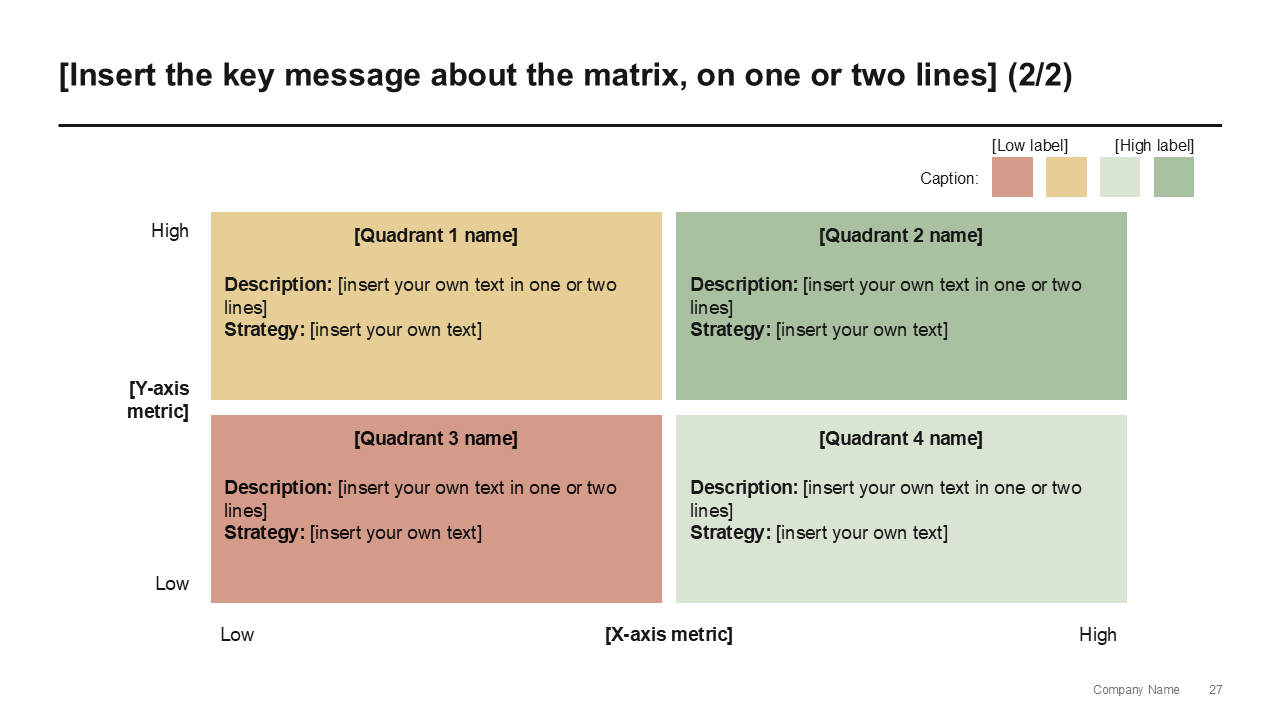 [Insert the key message about the matrix, on one or two lines] (2/2)
[Low label]
[High label]
Caption:
High
[Quadrant 1 name]
Description: [insert your own text in one or two
lines]
Strategy: [insert your own text]
[Quadrant 2 name]
Description: [insert your own text in one or two
lines]
Strategy: [insert your own text]
[Y-axis
metric]
[Quadrant 3 name]
Description: [insert your own text in one or two
lines]
Strategy: [insert your own text]
[Quadrant 4 name]
Description: [insert your own text in one or two
lines]
Strategy: [insert your own text]
Low
Low
[X-axis metric]
High
Company Name
27